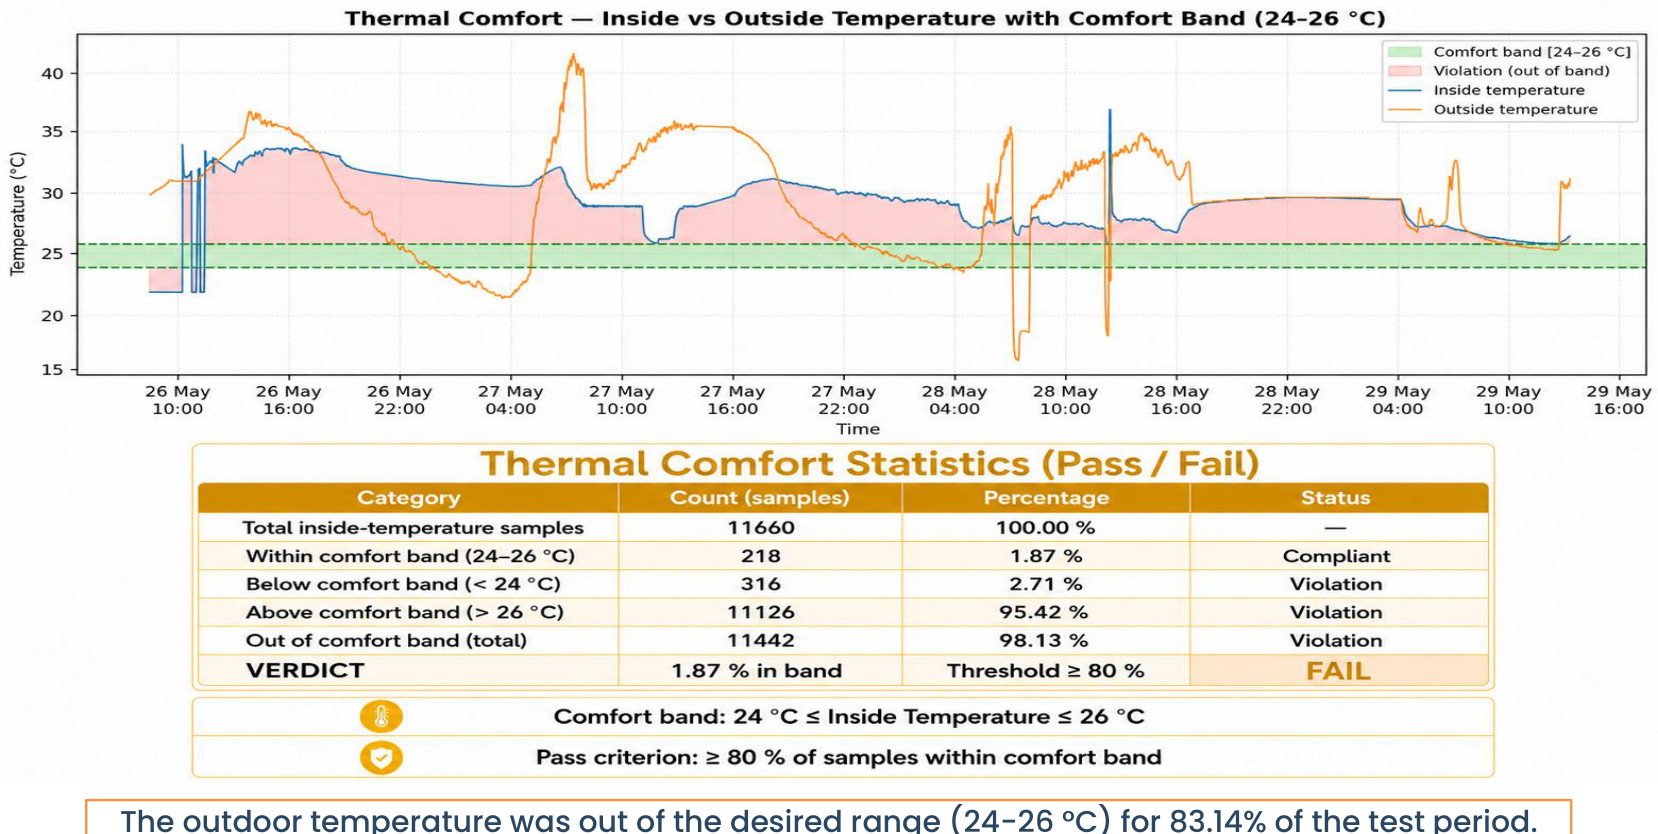 Thermal Comfort — Inside vs Outside Temperature with Comfort Band (24–26 °C)
Comfort band [24–26 °C]
Violation (out of band)
Inside temperature
Outside temperature
Temperature (°C)
40
35
30
25
20
15
26 May 26 May 26 May 27 May 27 May 27 May 27 May 28 May 28 May 28 May 28 May 29 May 29 May 29 May
10:00 16:00 22:00 04:00 10:00 16:00 22:00 04:00 10:00 16:00 22:00 04:00 10:00 16:00
Time
Thermal Comfort Statistics (Pass / Fail)
Category Count (samples) Percentage Status
Total inside-temperature samples 11660 100.00 % —
Within comfort band (24–26 °C) 218 1.87 % Compliant
Below comfort band (< 24 °C) 316 2.71 % Violation
Above comfort band (> 26 °C) 11126 95.42 % Violation
Out of comfort band (total) 11442 98.13 % Violation
VERDICT 1.87 % in band Threshold ≥ 80 % FAIL
Comfort band: 24 °C ≤ Inside Temperature ≤ 26 °C
Pass criterion: ≥ 80 % of samples within comfort band
The outdoor temperature was out of the desired range (24-26 °C) for 83.14% of the test period.